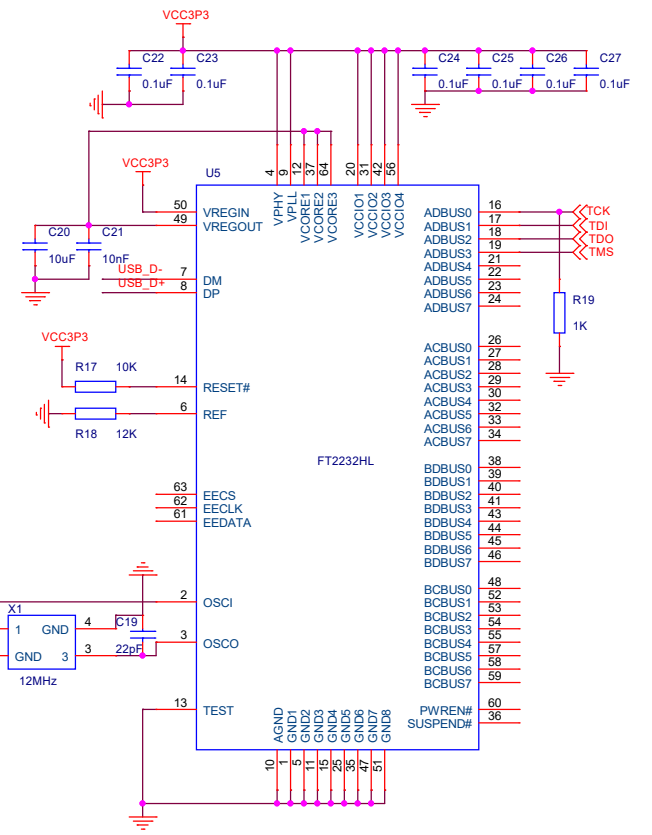 VCC3P3
C22
C23
C24
C25
C26
C27
0.1uF
0.1uF
0.1uF
0.1uF
0.1uF
0.1uF
VCC3P3
U5
4
9
12
37
64
20
31
42
56
VPHY
VPLL
VCORE1
VCORE2
VCORE3
VCCIO1
VCCIO2
VCCIO3
VCCIO4
50
VREGIN
49
VREGOUT
C20
C21
10uF
10nF
USB_D-
7
DM
USB_D+
8
DP
VCC3P3
R17
10K
14
RESET#
6
REF
R18
12K
FT2232HL
63
EECS
62
EECLK
61
EEDATA
2
OSCI
X1
1
GND
4
C19
GND
3
3
22pF
3
OSCO
12MHz
13
TEST
ADBUS0
16
TCK
ADBUS1
17
TDI
ADBUS2
18
TDO
ADBUS3
19
TMS
ADBUS4
21
ADBUS5
22
ADBUS6
23
ADBUS7
24
R19
1K
ACBUS0
26
ACBUS1
27
ACBUS2
28
ACBUS3
29
ACBUS4
30
ACBUS5
32
ACBUS6
33
ACBUS7
34
BDBUS0
38
BDBUS1
39
BDBUS2
40
BDBUS3
41
BDBUS4
43
BDBUS5
44
BDBUS6
45
BDBUS7
46
BCBUS0
48
BCBUS1
52
BCBUS2
53
BCBUS3
54
BCBUS4
55
BCBUS5
57
BCBUS6
58
BCBUS7
59
PWREN#
60
SUSPEND#
36
AGND
GND1
GND2
GND3
GND4
GND5
GND6
GND7
GND8
10
1
5
11
15
25
35
47
51